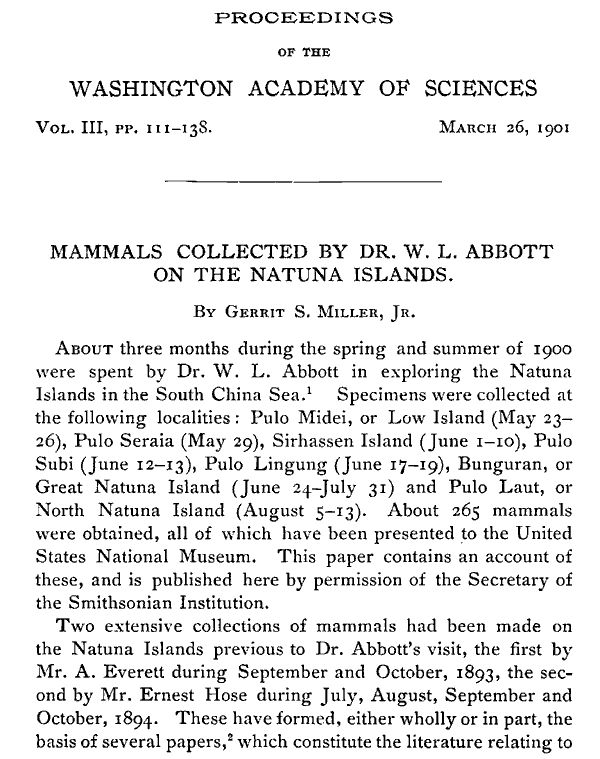 PROCEEDINGS
OF THE
WASHINGTON ACADEMY OF SCIENCES
VOL. III, PP. 111–138. MARCH 26, 1901
MAMMALS COLLECTED BY DR. W. L. ABBOTT
ON THE NATUNA ISLANDS.
BY GERRIT S. MILLER, JR.
ABOUT three months during the spring and summer of 1900
were spent by Dr. W. L. Abbott in exploring the Natuna
Islands in the South China Sea.¹ Specimens were collected at
the following localities: Pulo Midei, or Low Island (May 23–
26), Pulo Seraia (May 29), Sirhassen Island (June 1–10), Pulo
Subi (June 12–13), Pulo Lingung (June 17–19), Bunguran, or
Great Natuna Island (June 24–July 31) and Pulo Laut, or
North Natuna Island (August 5–13). About 265 mammals
were obtained, all of which have been presented to the United
States National Museum. This paper contains an account of
these, and is published here by permission of the Secretary of
the Smithsonian Institution.
Two extensive collections of mammals had been made on
the Natuna Islands previous to Dr. Abbott's visit, the first by
Mr. A. Everett during September and October, 1893, the sec-
ond by Mr. Ernest Hose during July, August, September and
October, 1894. These have formed, either wholly or in part, the
basis of several papers,² which constitute the literature relating to